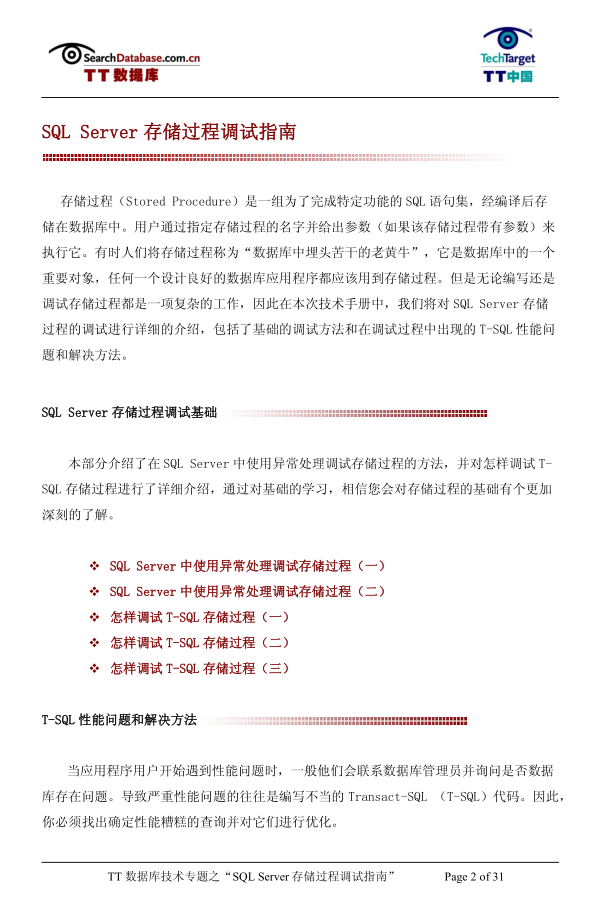 SearchDatabase.com.cn
TT 数据库
TechTarget
TT中国
SQL Server 存储过程调试指南
存储过程（Stored Procedure）是一组为了完成特定功能的 SQL 语句集，经编译后存
储在数据库中。用户通过指定存储过程的名字并给出参数（如果该存储过程带有参数）来
执行它。有时人们将存储过程称为“数据库中埋头苦干的老黄牛”，它是数据库中的一个
重要对象，任何一个设计良好的数据库应用程序都应该用到存储过程。但是无论编写还是
调试存储过程都是一项复杂的工作，因此在本次技术手册中，我们将对 SQL Server 存储
过程的调试进行详细的介绍，包括了基础的调试方法和在调试过程中出现的 T-SQL 性能问
题和解决方法。
SQL Server 存储过程调试基础
本部分介绍了在 SQL Server 中使用异常处理调试存储过程的方法，并对怎样调试 T-
SQL 存储过程进行了详细介绍，通过对基础的学习，相信您会对存储过程的基础有个更加
深刻的了解。
❖ SQL Server 中使用异常处理调试存储过程（一）
❖ SQL Server 中使用异常处理调试存储过程（二）
❖ 怎样调试 T-SQL 存储过程（一）
❖ 怎样调试 T-SQL 存储过程（二）
❖ 怎样调试 T-SQL 存储过程（三）
T-SQL 性能问题和解决方法
当应用程序用户开始遇到性能问题时，一般他们会联系数据库管理员并询问是否数据
库存在问题。导致严重性能问题的往往是编写不当的 Transact-SQL （T-SQL）代码。因此，
你必须找出确定性能糟糕的查询并对它们进行优化。
TT 数据库技术专题之“SQL Server 存储过程调试指南” Page 2 of 31